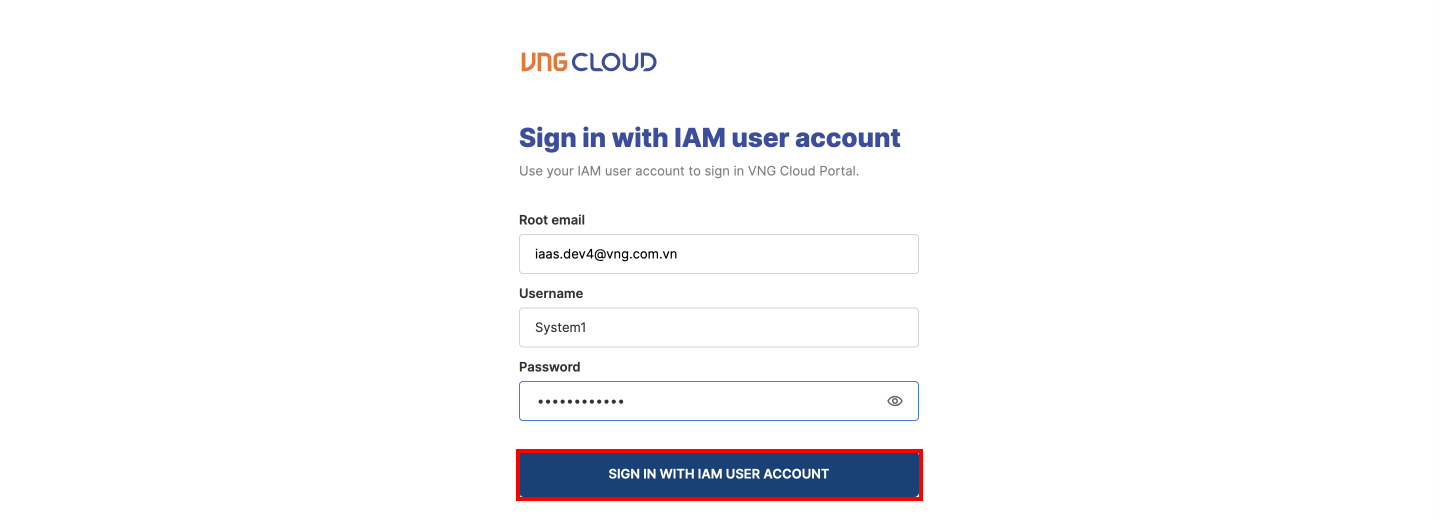 VNG CLOUD
Sign in with IAM user account
Use your IAM user account to sign in VNG Cloud Portal.
Root email
iaas.dev4@vng.com.vn
Username
System1
Password
••••••••••••
SIGN IN WITH IAM USER ACCOUNT